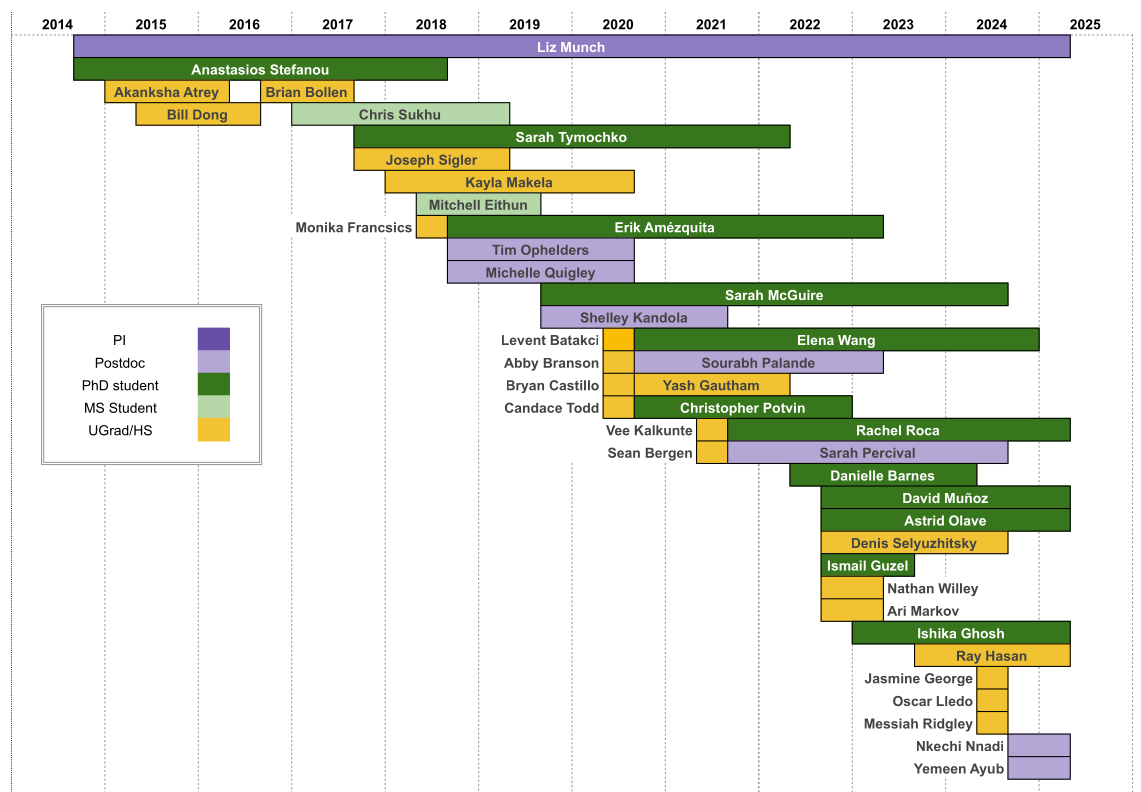 2014 2015 2016 2017 2018 2019 2020 2021 2022 2023 2024 2025
Liz Munch
Anastasios Stefanou
Akanksha Atrey Brian Bollen
Bill Dong Chris Sukhu
Sarah Tymochko
Joseph Sigler
Kayla Makela
Mitchell Eithun
Monika Francsics Erik Amézquita
Tim Ophelders
Michelle Quigley
Sarah McGuire
Shelley Kandola
Levent Batakci Elena Wang
Abby Branson Sourabh Palande
Bryan Castillo Yash Gautham
Candace Todd Christopher Potvin
Vee Kalkunte Rachel Roca
Sean Bergen Sarah Percival
Danielle Barnes
David Muñoz
Astrid Olave
Denis Selyuzhitsky
Ismail Guzel
Nathan Willey
Ari Markov
Ishika Ghosh
Ray Hasan
Jasmine George
Oscar Lledo
Messiah Ridgley
Nkechi Nnadi
Yemeen Ayub
PI
Postdoc
PhD student
MS Student
UGrad/HS